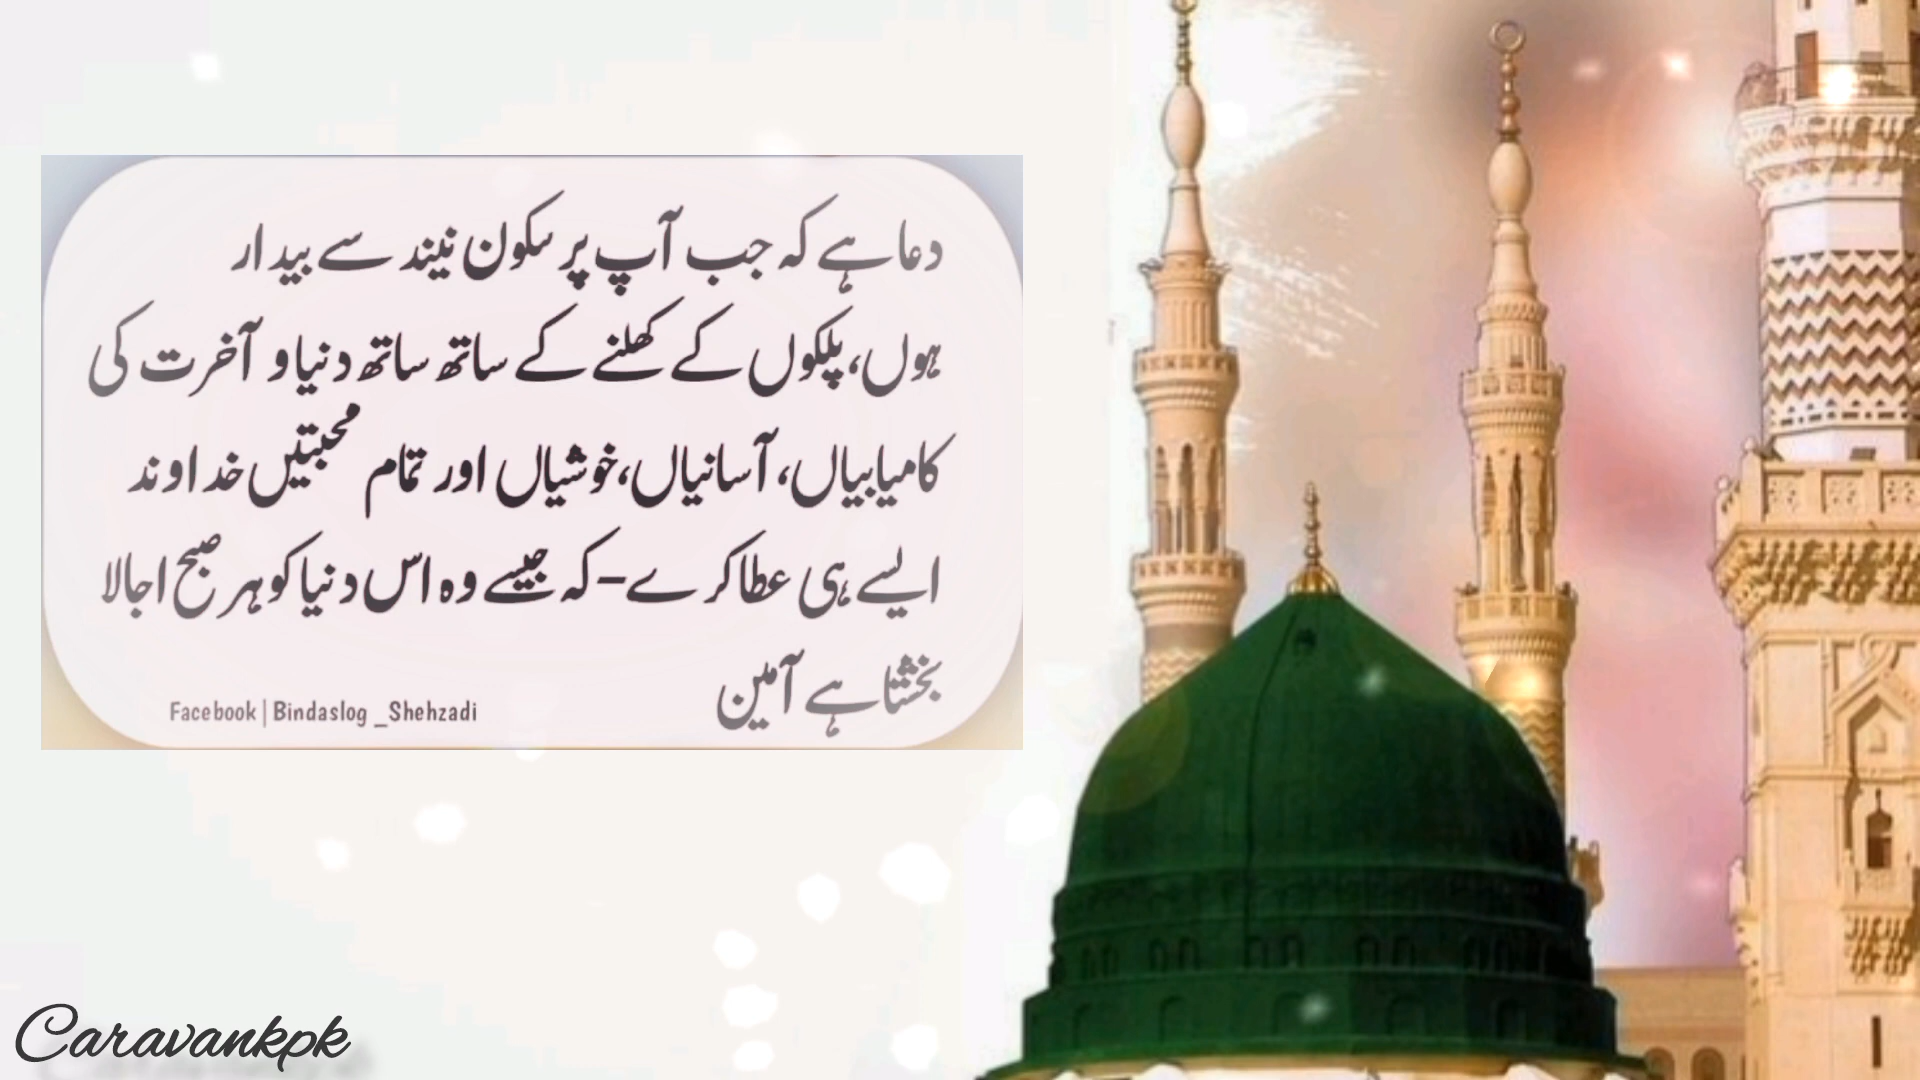 دعا ہے کہ جب آپ پر سکون نیند سے بیدار
ہوں، پلکوں کے کھلنے کے ساتھ ساتھ دنیا و آخرت کی
کامیابیاں، آسانیاں، خوشیاں اور تمام محبتیں خداوند
ایسے ہی عطا کرے - کہ جیسے وہ اس دنیا کو ہر صبح اجالا
بخشتا ہے آمین
Facebook | Bindaslog _Shehzadi
Caravankpk